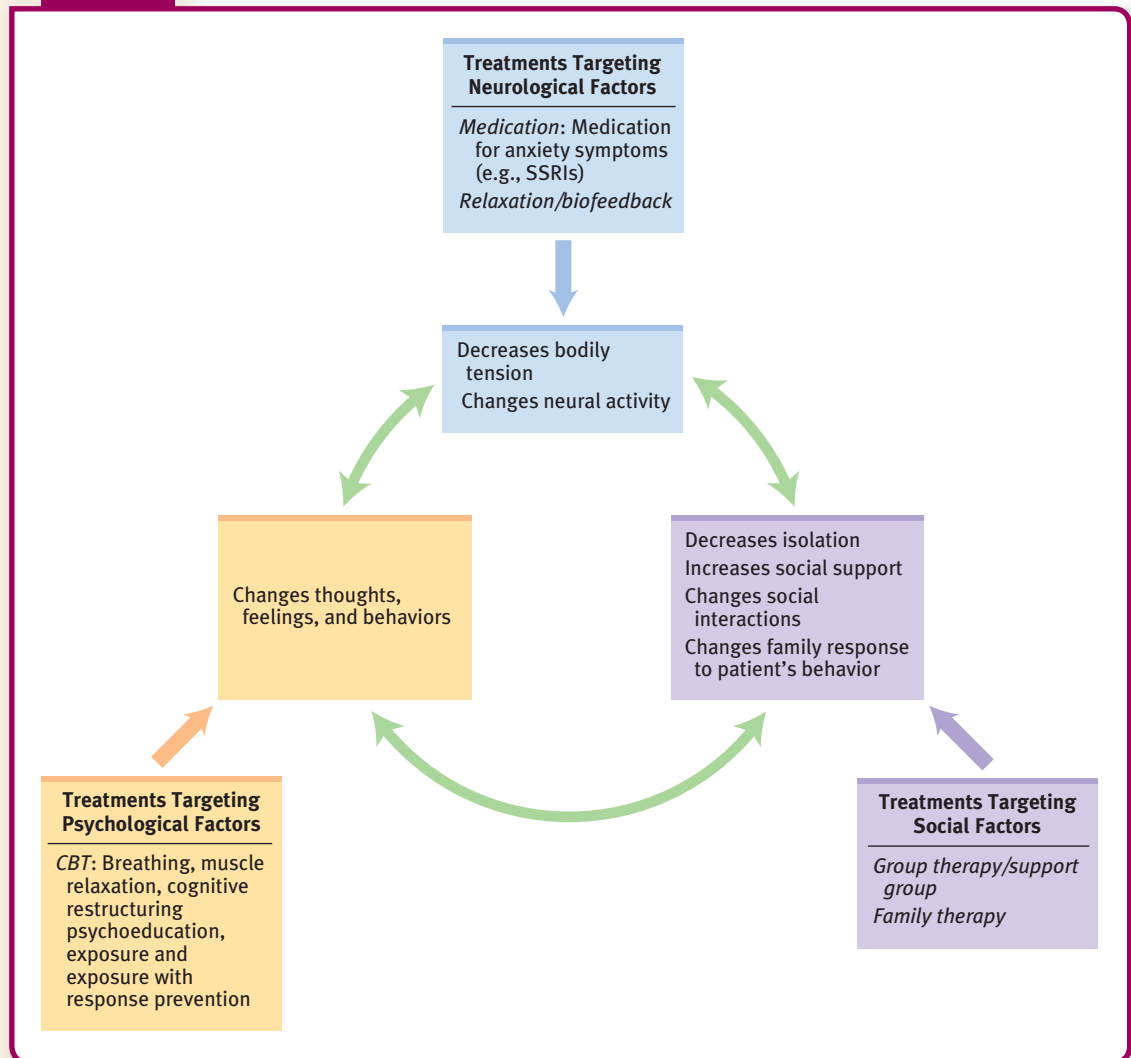 Treatments Targeting
Neurological Factors
Medication: Medication
for anxiety symptoms
(e.g., SSRIs)
Relaxation/biofeedback
Decreases bodily
tension
Changes neural activity
Changes thoughts,
feelings, and behaviors
Decreases isolation
Increases social support
Changes social
interactions
Changes family response
to patient’s behavior
Treatments Targeting
Psychological Factors
CBT: Breathing, muscle
relaxation, cognitive
restructuring
psychoeducation,
exposure and
exposure with
response prevention
Treatments Targeting
Social Factors
Group therapy/support
group
Family therapy